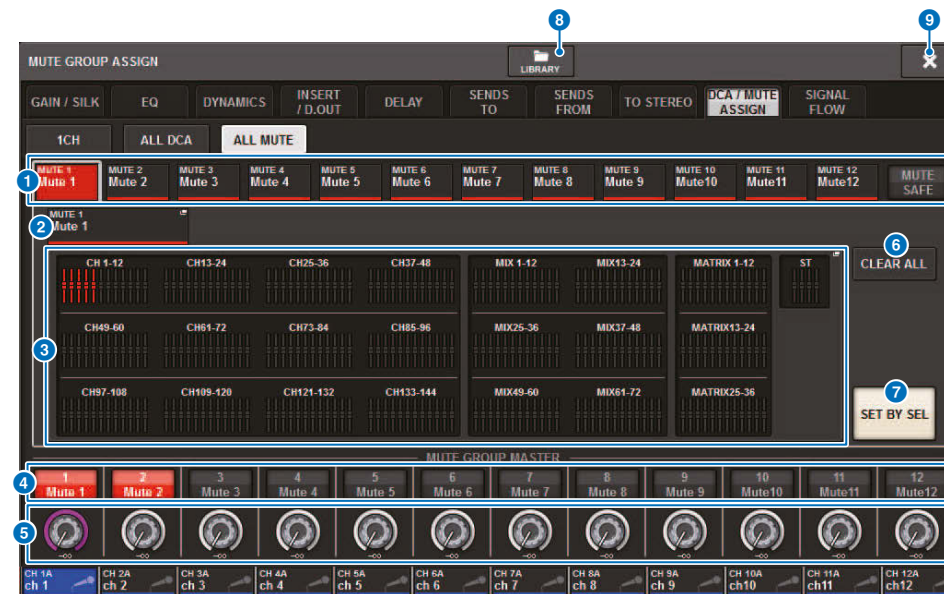 8
9
MUTE GROUP ASSIGN
LIBRARY
GAIN / SILK
EQ
DYNAMICS
INSERT
/ D.OUT
DELAY
SENDS
TO
SENDS
FROM
TO STEREO
DCA / MUTE
ASSIGN
SIGNAL
FLOW
1CH
ALL DCA
ALL MUTE
1
MUTE 1
Mute 1
MUTE 2
Mute 2
MUTE 3
Mute 3
MUTE 4
Mute 4
MUTE 5
Mute 5
MUTE 6
Mute 6
MUTE 7
Mute 7
MUTE 8
Mute 8
MUTE 9
Mute 9
MUTE 10
Mute10
MUTE 11
Mute11
MUTE 12
Mute12
MUTE
SAFE
2
MUTE 1
Mute 1
6
CLEAR ALL
3
CH 1-12
CH13-24
CH25-36
CH37-48
MIX 1-12
MIX13-24
MATRIX 1-12
ST
CH49-60
CH61-72
CH73-84
CH85-96
MIX25-36
MIX37-48
MATRIX13-24
CH97-108
CH109-120
CH121-132
CH133-144
MIX49-60
MIX61-72
MATRIX25-36
7
SET BY SEL
MUTE GROUP MASTER
4
1
Mute 1
2
Mute 2
3
Mute 3
4
Mute 4
5
Mute 5
6
Mute 6
7
Mute 7
8
Mute 8
9
Mute 9
10
Mute10
11
Mute11
12
Mute12
5
-∞ -∞ -∞ -∞ -∞ -∞ -∞ -∞ -∞ -∞ -∞ -∞
CH 1A
ch 1
CH 2A
ch 2
CH 3A
ch 3
CH 4A
ch 4
CH 5A
ch 5
CH 6A
ch 6
CH 7A
ch 7
CH 8A
ch 8
CH 9A
ch 9
CH 10A
ch10
CH 11A
ch11
CH 12A
ch12